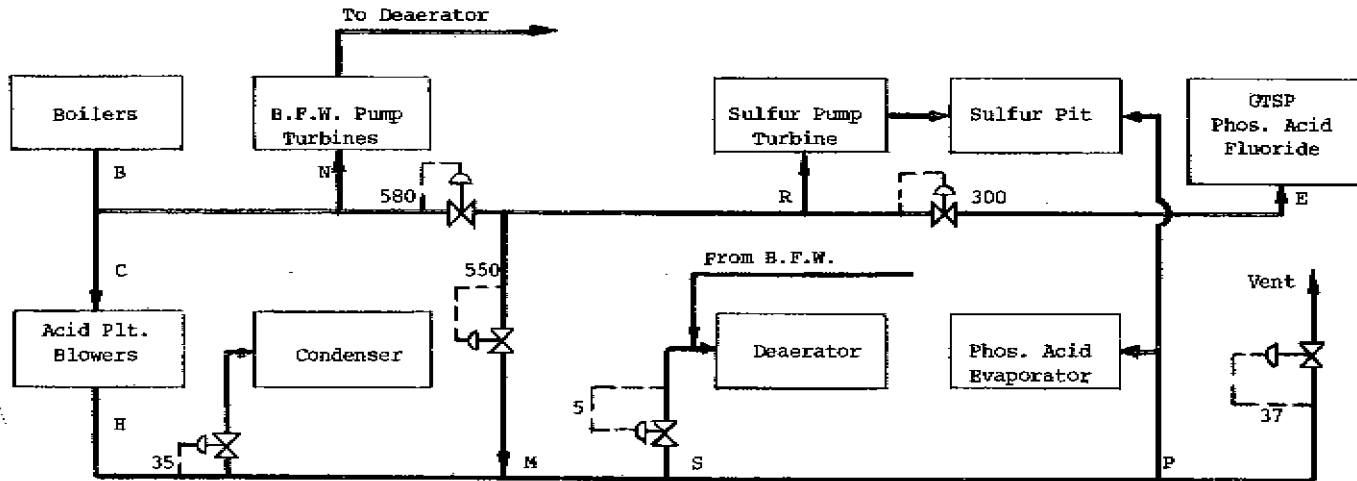 To Deaerator
Boilers
B.F.W. Pump
Turbines
Sulfur Pump
Turbine
Sulfur Pit
GTSP
Phos. Acid
Fluoride
B
N
580
R
300
E
C
550
From B.F.W.
Vent
Acid Plt.
Blowers
Condenser
Deaerator
Phos. Acid
Evaporator
H
35
5
37
M
S
P